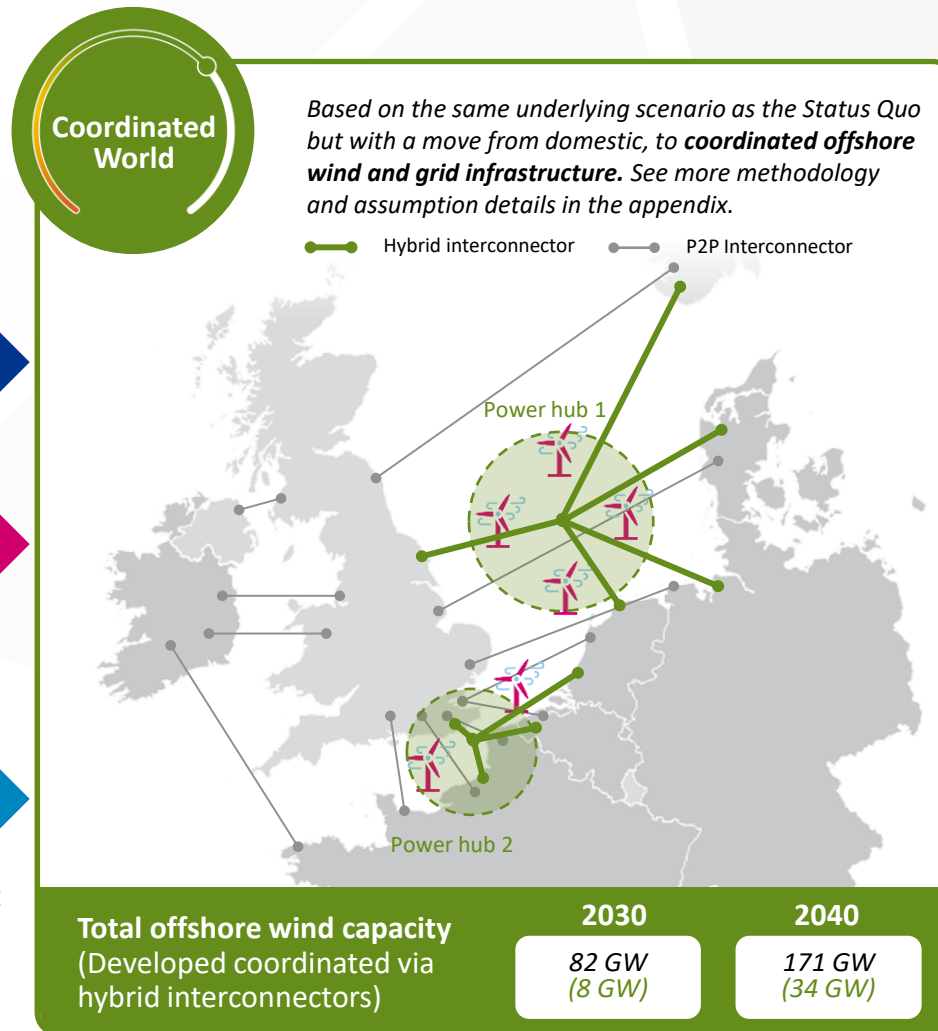 Coordinated
World
Based on the same underlying scenario as the Status Quo
but with a move from domestic, to coordinated offshore
wind and grid infrastructure. See more methodology
and assumption details in the appendix.
Hybrid interconnector
P2P Interconnector
Power hub 1
Power hub 2
Total offshore wind capacity
(Developed coordinated via
hybrid interconnectors)
2030
82 GW
(8 GW)
2040
171 GW
(34 GW)